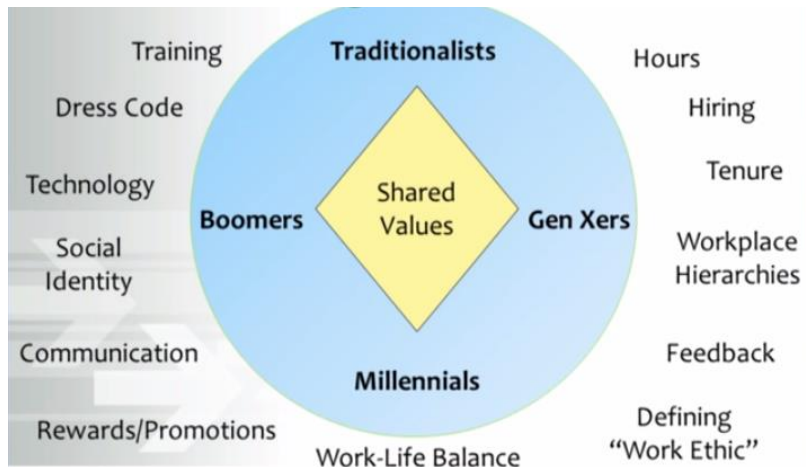 Training
Traditionalists
Hours
Dress Code
Hiring
Technology
Tenure
Shared
Values
Boomers
Gen Xers
Social
Identity
Workplace
Hierarchies
Communication
Feedback
Millennials
Rewards/Promotions
Defining
“Work Ethic”
Work-Life Balance